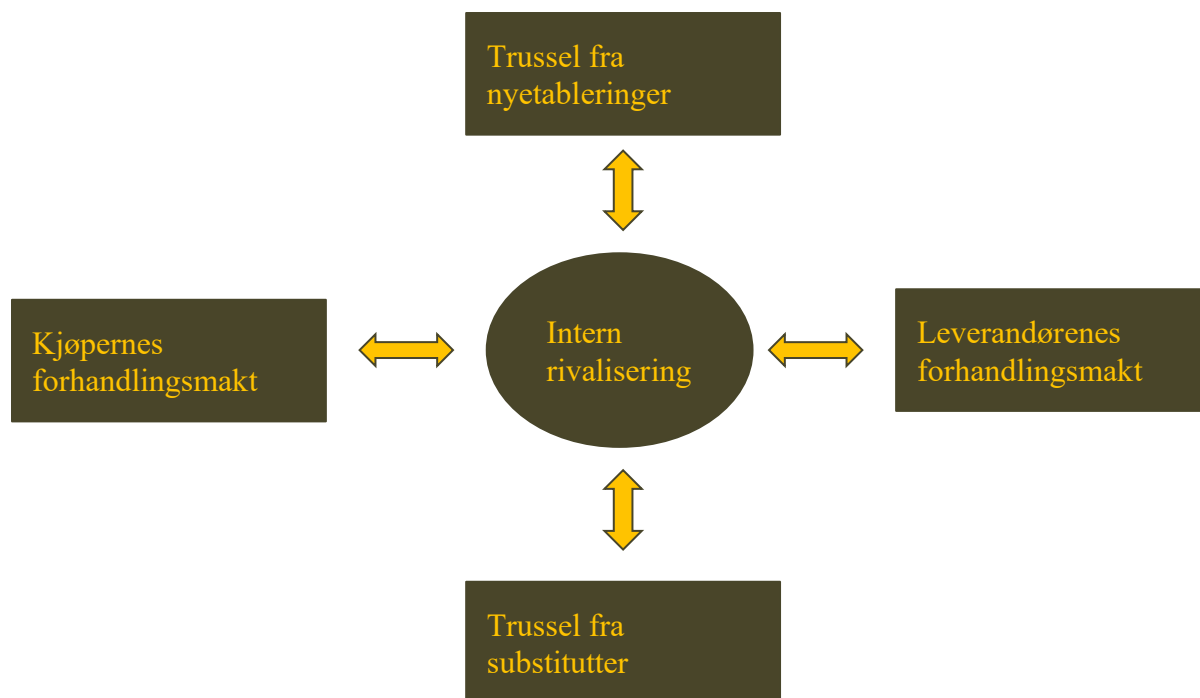 Trussel fra
nyetableringer
Kjøpernes
forhandlingsmakt
Intern
rivalisering
Leverandørenes
forhandlingsmakt
Trussel fra
substitutter